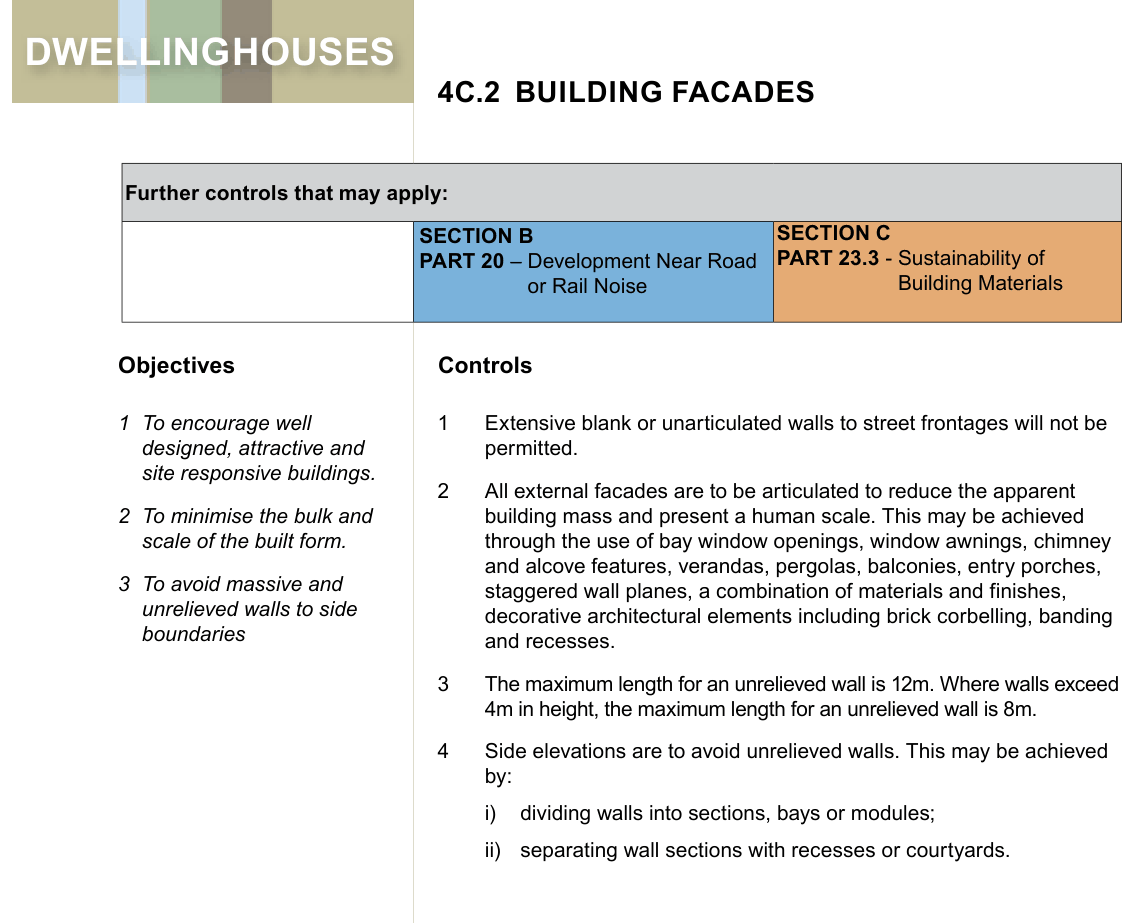 DWELLINGHOUSES
4C.2 BUILDING FACADES
Further controls that may apply:
SECTION B
PART 20 – Development Near Road
or Rail Noise
SECTION C
PART 23.3 - Sustainability of
Building Materials
Objectives
1 To encourage well
designed, attractive and
site responsive buildings.
2 To minimise the bulk and
scale of the built form.
3 To avoid massive and
unrelieved walls to side
boundaries
Controls
1 Extensive blank or unarticulated walls to street frontages will not be
permitted.
2 All external facades are to be articulated to reduce the apparent
building mass and present a human scale. This may be achieved
through the use of bay window openings, window awnings, chimney
and alcove features, verandas, pergolas, balconies, entry porches,
staggered wall planes, a combination of materials and finishes,
decorative architectural elements including brick corbelling, banding
and recesses.
3 The maximum length for an unrelieved wall is 12m. Where walls exceed
4m in height, the maximum length for an unrelieved wall is 8m.
4 Side elevations are to avoid unrelieved walls. This may be achieved
by:
i) dividing walls into sections, bays or modules;
ii) separating wall sections with recesses or courtyards.